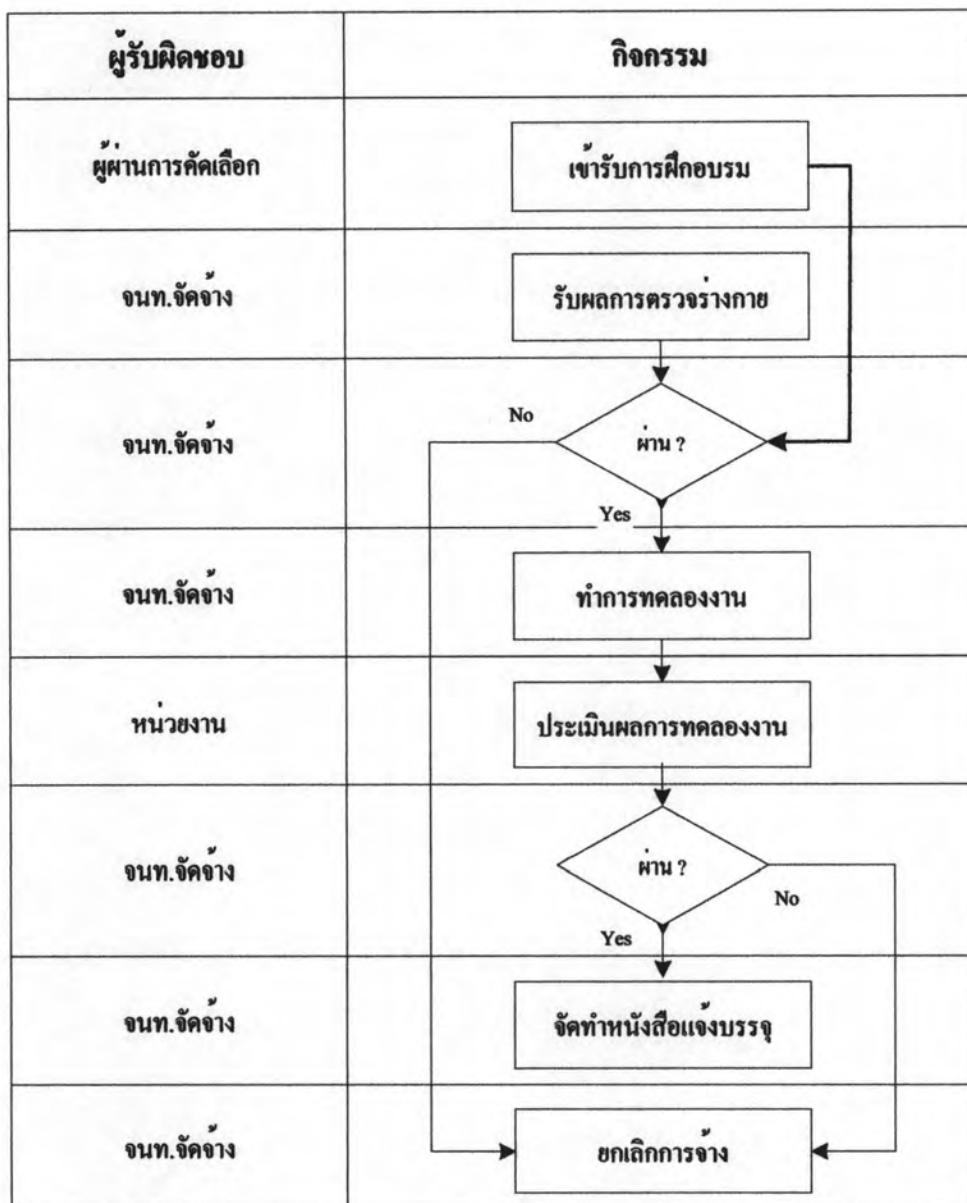 ผู้รับผิดชอบ
กิจกรรม
ผู้ผ่านการคัดเลือก
เข้ารับการฝึกอบรม
จนท.จัดจ้าง
รับผลการตรวจร่างกาย
จนท.จัดจ้าง
No
ผ่าน ?
Yes
จนท.จัดจ้าง
ทำการทดลองงาน
หน่วยงาน
ประเมินผลการทดลองงาน
จนท.จัดจ้าง
ผ่าน ?
No
Yes
จนท.จัดจ้าง
จัดทำหนังสือแจ้งบรรจุ
จนท.จัดจ้าง
ยกเลิกการจ้าง